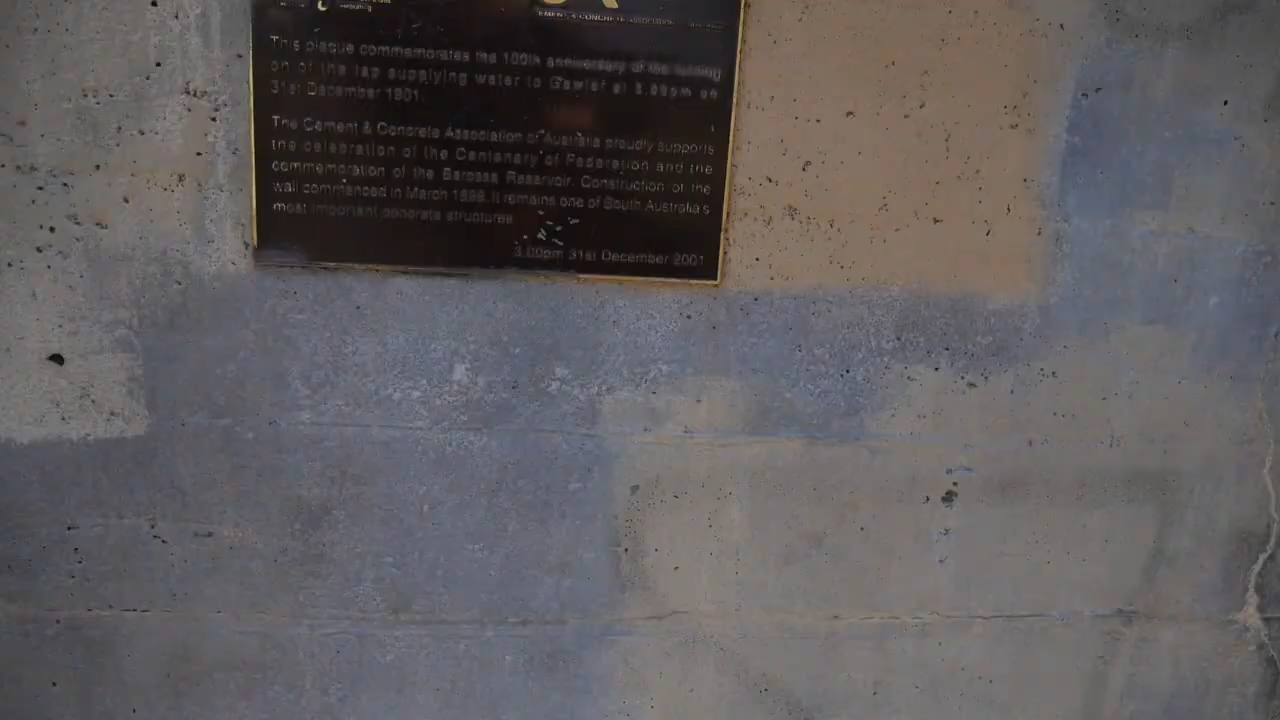 CEMENT & CONCRETE ASSOCIATION
This plaque commemorates the 100th anniversary of the turning
on of the tap supplying water to Gawler at 3.00pm on
31st December 1901.
The Cement & Concrete Association of Australia proudly supports
the celebration of the Centenary of Federation and the
commemoration of the Barossa Reservoir. Construction of the
wall commenced in March 1899. It remains one of South Australia's
most important concrete structures.
3.00pm 31st December 2001